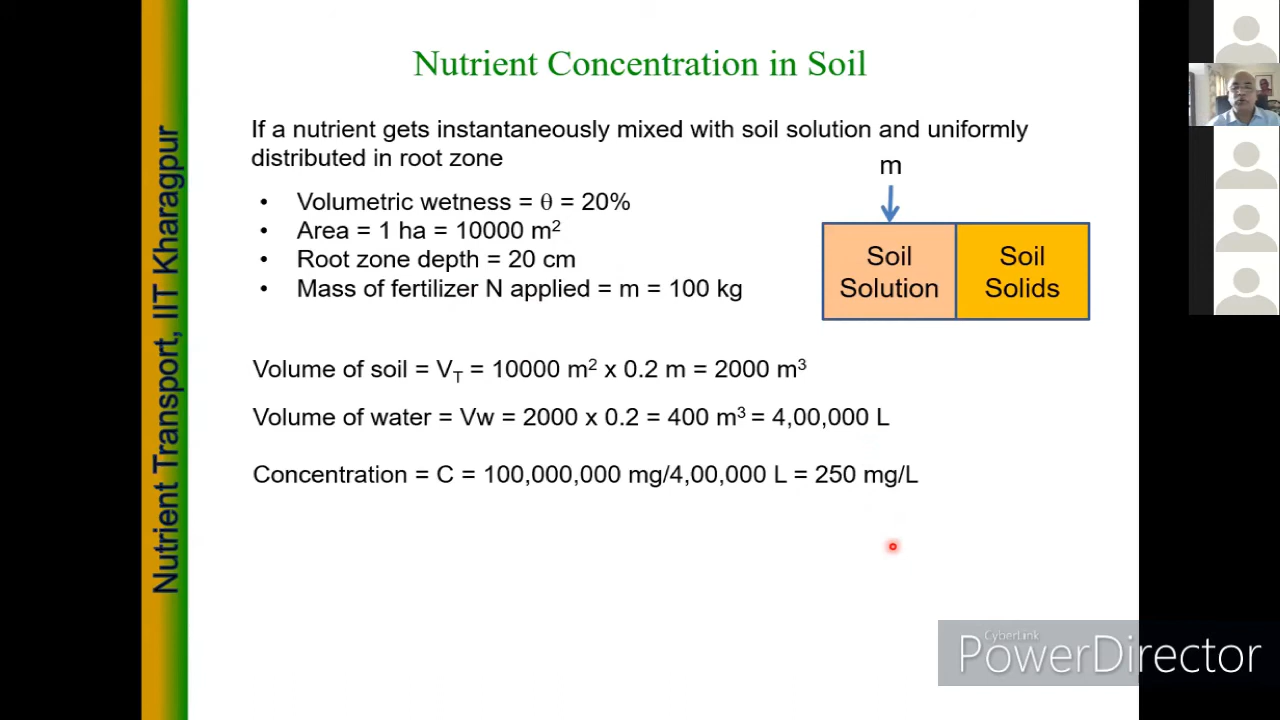 Nutrient Concentration in Soil
If a nutrient gets instantaneously mixed with soil solution and uniformly
distributed in root zone
m
• Volumetric wetness = θ = 20%
• Area = 1 ha = 10000 m²
• Root zone depth = 20 cm
• Mass of fertilizer N applied = m = 100 kg
Soil
Solution
Soil
Solids
Volume of soil = V_T = 10000 m² x 0.2 m = 2000 m³
Volume of water = Vw = 2000 x 0.2 = 400 m³ = 4,00,000 L
Concentration = C = 100,000,000 mg/4,00,000 L = 250 mg/L
Nutrient Transport, IIT Kharagpur
CyberLink
PowerDirector